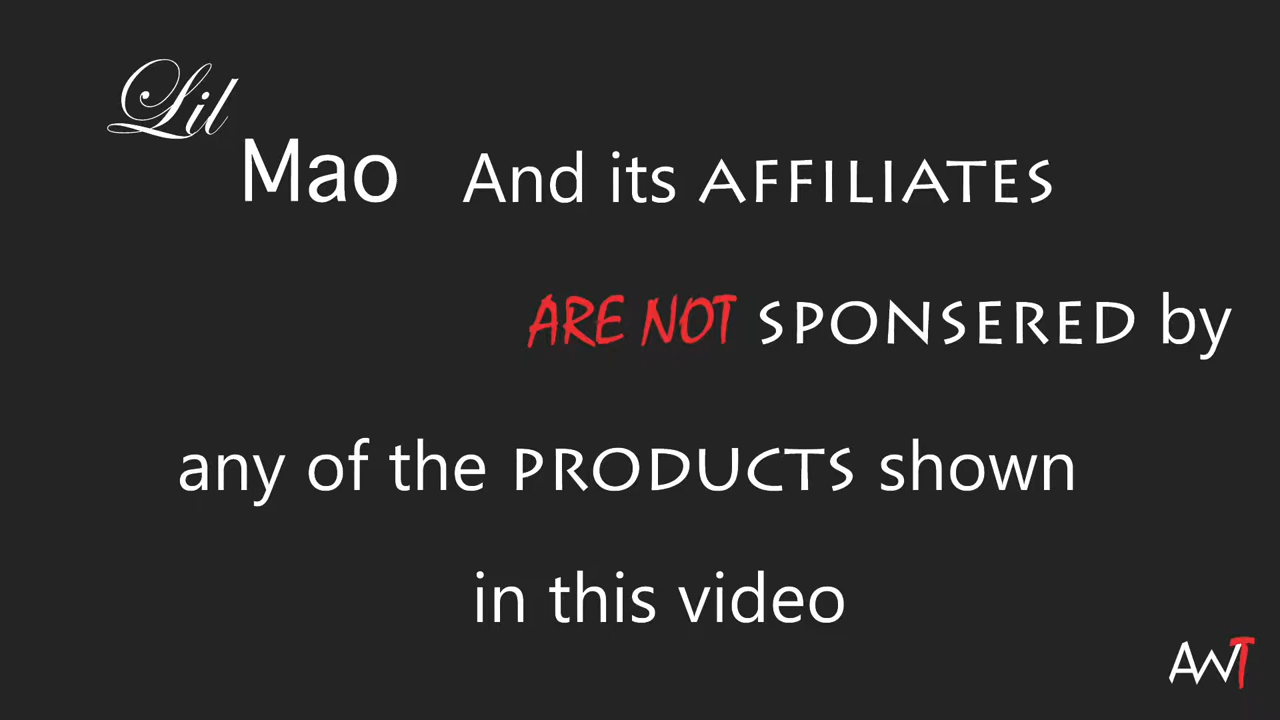 Lil
Mao And its AFFILIATES
ARE NOT SPONSERED by
any of the PRODUCTS shown
in this video
AWT